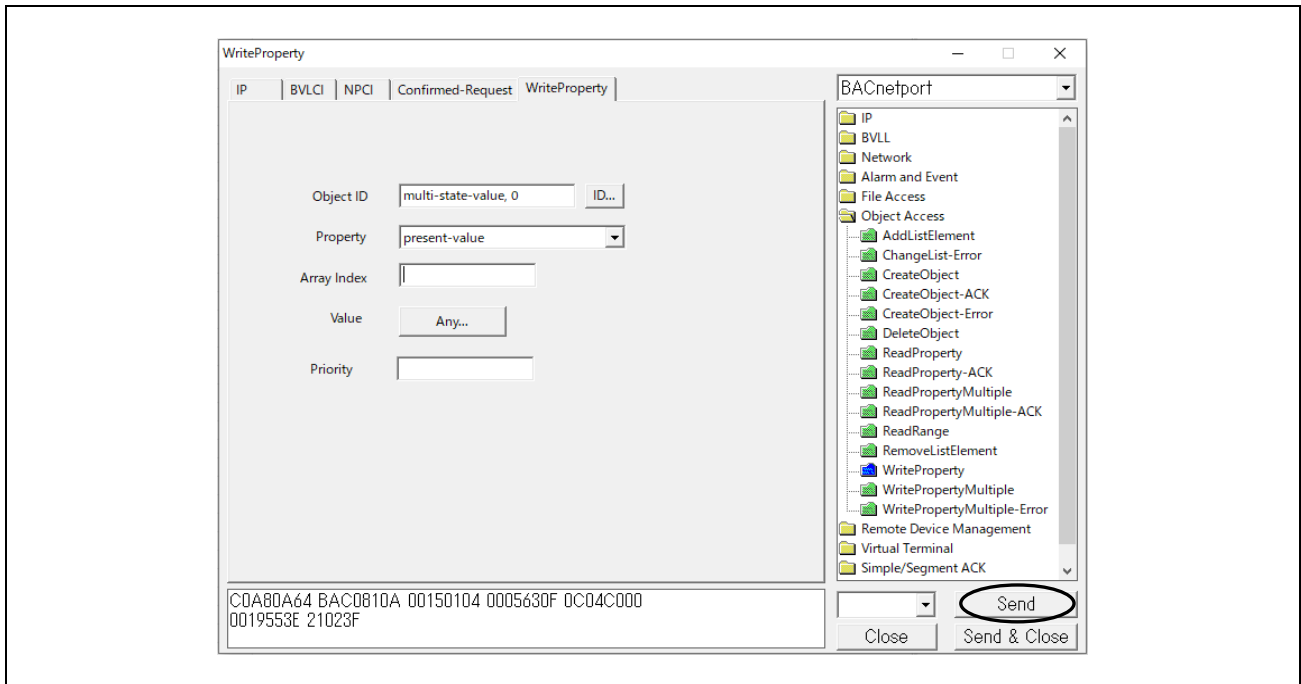 WriteProperty
IP BVLCI NPCI Confirmed-Request WriteProperty
Object ID multi-state-value, 0 ID...
Property present-value
Array Index
Value Any...
Priority
C0A80A64 BAC0810A 00150104 0005630F 0C04C000
0019553E 21023F
BACnetport
IP
BVLL
Network
Alarm and Event
File Access
Object Access
AddListElement
ChangeList-Error
CreateObject
CreateObject-ACK
CreateObject-Error
DeleteObject
ReadProperty
ReadProperty-ACK
ReadPropertyMultiple
ReadPropertyMultiple-ACK
ReadRange
RemoveListElement
WriteProperty
WritePropertyMultiple
WritePropertyMultiple-Error
Remote Device Management
Virtual Terminal
Simple/Segment ACK
Send
Close Send & Close